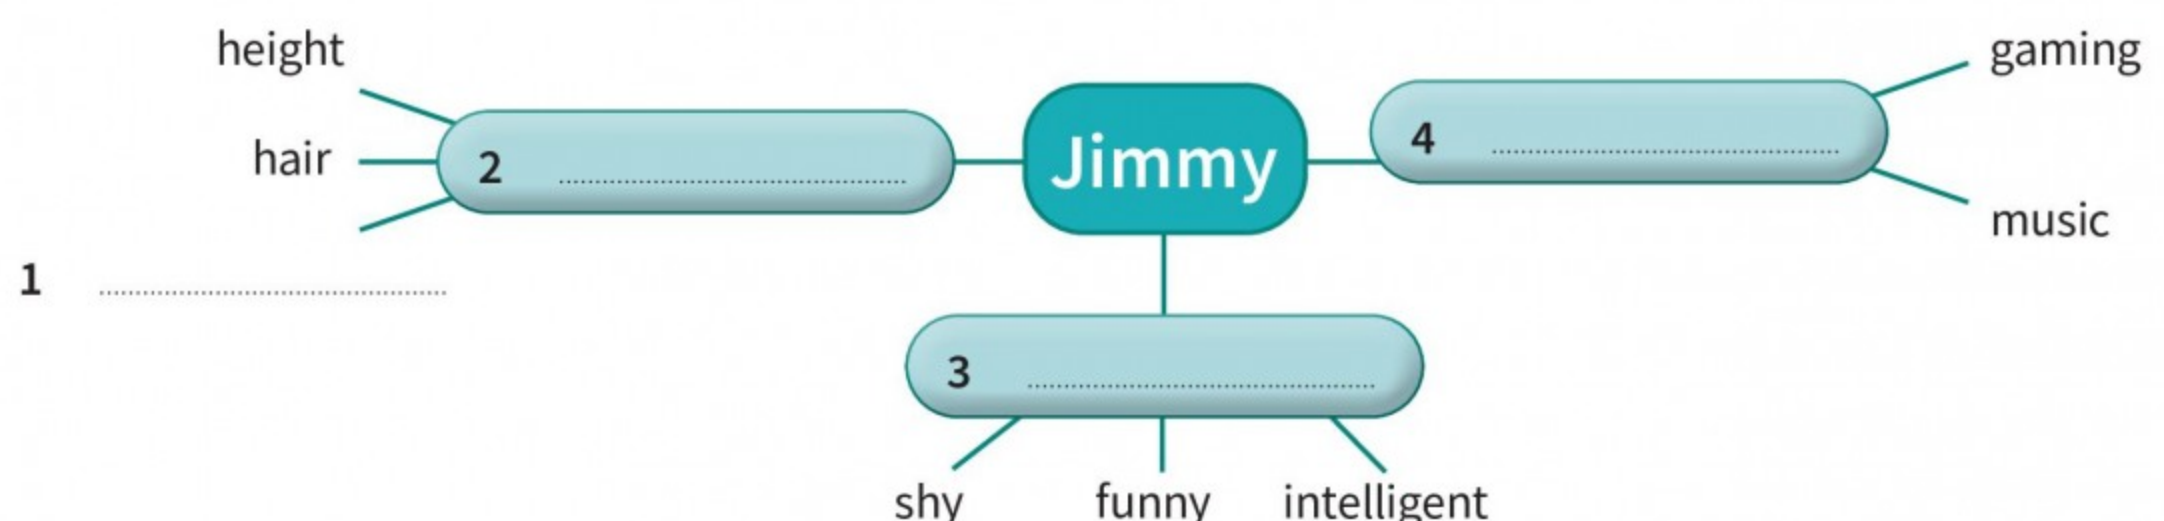 height
hair
1 ........................
2 ........................
Jimmy
4 ........................
gaming
music
3 ........................
shy
funny
intelligent